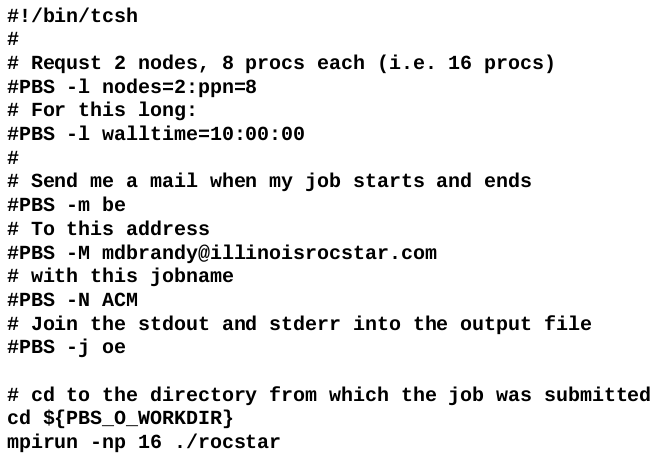 #!/bin/tcsh
#
# Requst 2 nodes, 8 procs each (i.e. 16 procs)
#PBS -l nodes=2:ppn=8
# For this long:
#PBS -l walltime=10:00:00
#
# Send me a mail when my job starts and ends
#PBS -m be
# To this address
#PBS -M mdbrandy@illinoisrocstar.com
# with this jobname
#PBS -N ACM
# Join the stdout and stderr into the output file
#PBS -j oe

# cd to the directory from which the job was submitted
cd ${PBS_O_WORKDIR}
mpirun -np 16 ./rocstar